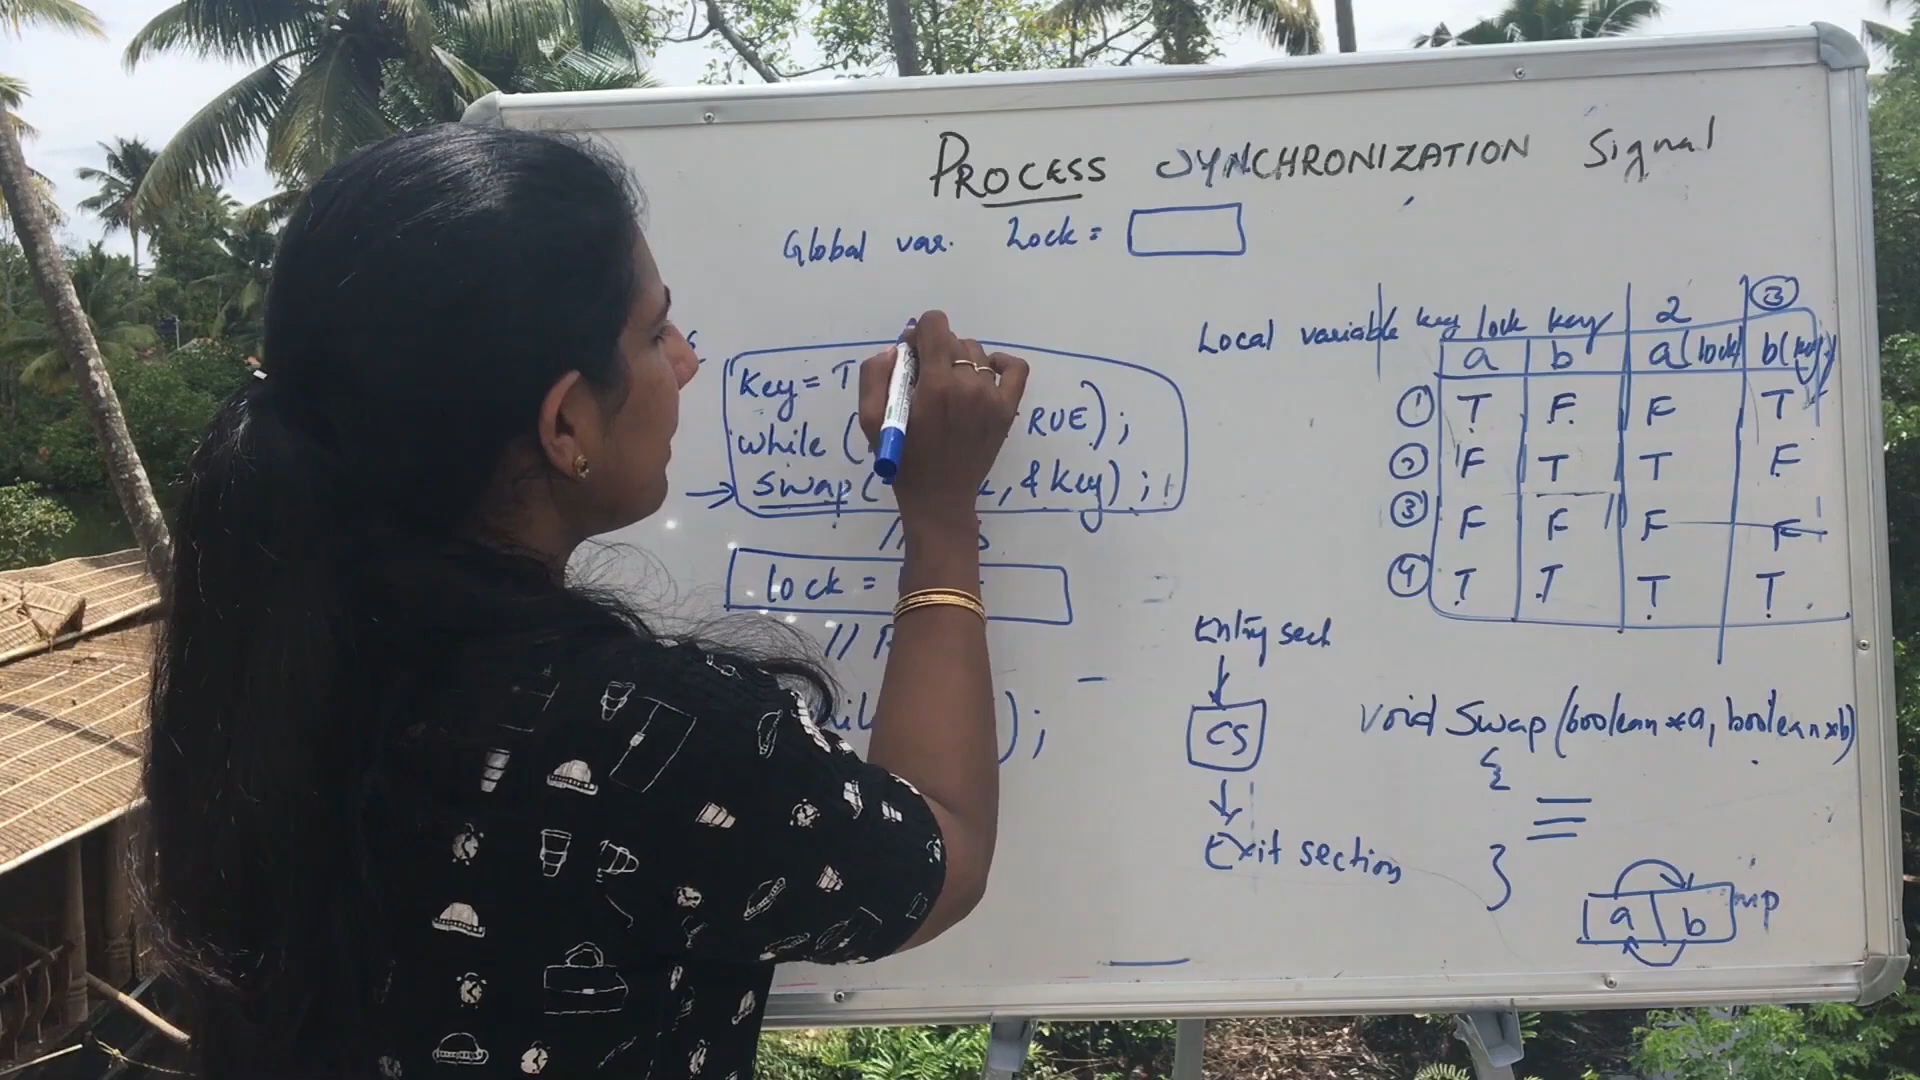 PROCESS SYNCHRONIZATION Signal
Global var. Lock =
Local variable key lock key 2 3
a b a(lock) b(key)
1 T F F T
2 F T T F
3 F F F F
4 T T T T
key = T
while ( RUE);
Swap ( , & key);
//
lock =
//
);
Entry sect
CS
Exit section
void Swap (boolean *a, boolean *b)
{
}
a b